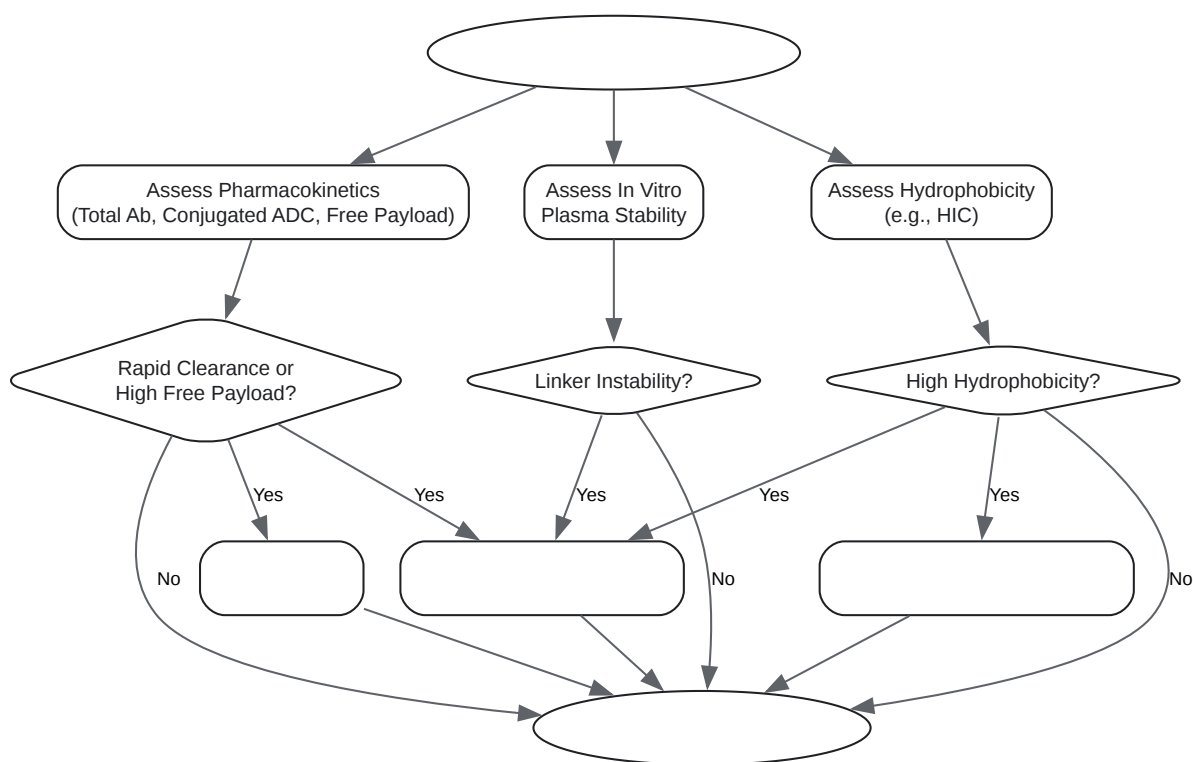 Assess Pharmacokinetics
(Total Ab, Conjugated ADC, Free Payload)
Assess In Vitro
Plasma Stability
Assess Hydrophobicity
(e.g., HIC)
Rapid Clearance or
High Free Payload?
Linker Instability?
High Hydrophobicity?
Yes
Yes
Yes
Yes
Yes
No
No
No